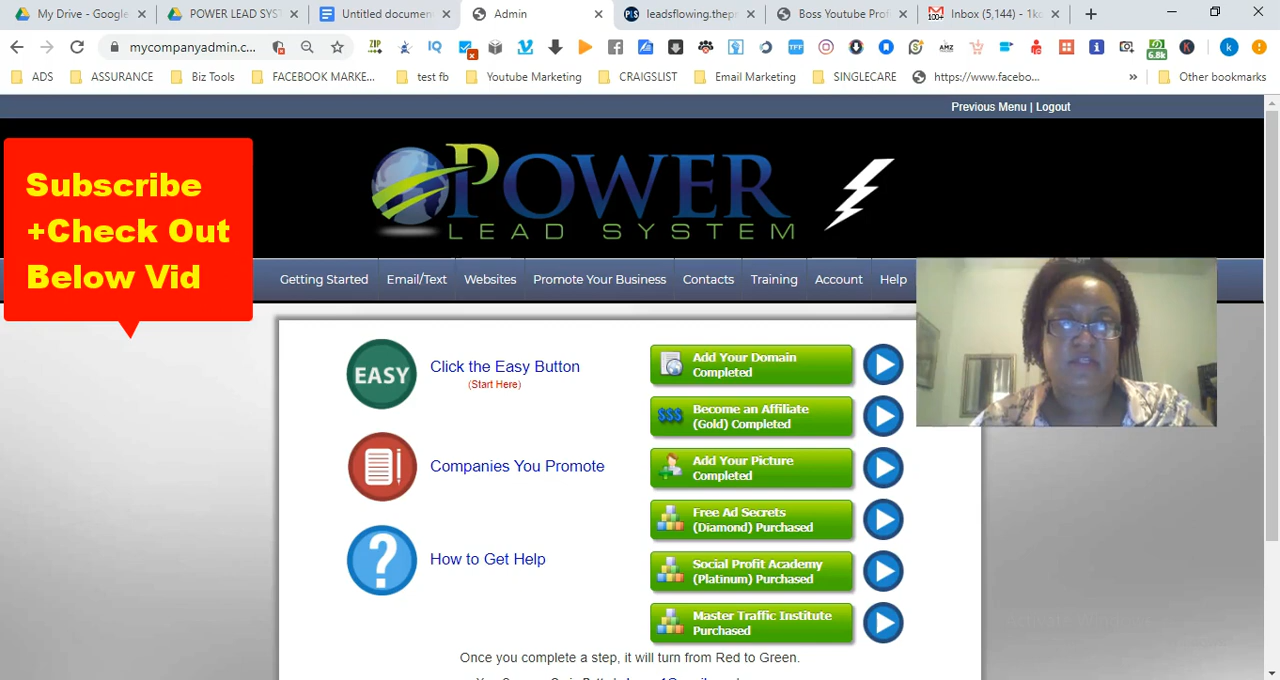 My Drive - Google
POWER LEAD SYST
Untitled documen
Admin
leadsflowing.thep
Boss Youtube Prof
Inbox (5,144) - 1k
mycompanyadmin.c...
ADS
ASSURANCE
Biz Tools
FACEBOOK MARKE...
test fb
Youtube Marketing
CRAIGSLIST
Email Marketing
SINGLECARE
https://www.facebo...
Other bookmarks
Previous Menu | Logout
Subscribe
+Check Out
Below Vid
POWER
LEAD SYSTEM
Getting Started
Email/Text
Websites
Promote Your Business
Contacts
Training
Account
Help
EASY
Click the Easy Button
(Start Here)
Companies You Promote
How to Get Help
Add Your Domain
Completed
Become an Affiliate
(Gold) Completed
Add Your Picture
Completed
Free Ad Secrets
(Diamond) Purchased
Social Profit Academy
(Platinum) Purchased
Master Traffic Institute
Purchased
Once you complete a step, it will turn from Red to Green.